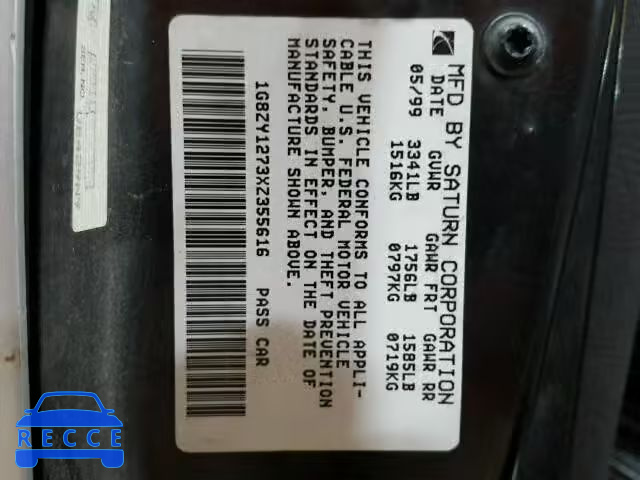 MFD BY SATURN CORPORATION
DATE GVWR GAWR FRT GAWR RR
05/99 3341LB 1756LB 1585LB
1516KG 0797KG 0719KG
THIS VEHICLE CONFORMS TO ALL APPLI-
CABLE U.S. FEDERAL MOTOR VEHICLE
SAFETY, BUMPER, AND THEFT PREVENTION
STANDARDS IN EFFECT ON THE DATE OF
MANUFACTURE SHOWN ABOVE.
1G8ZY1273XZ355616 PASS CAR
RECCE